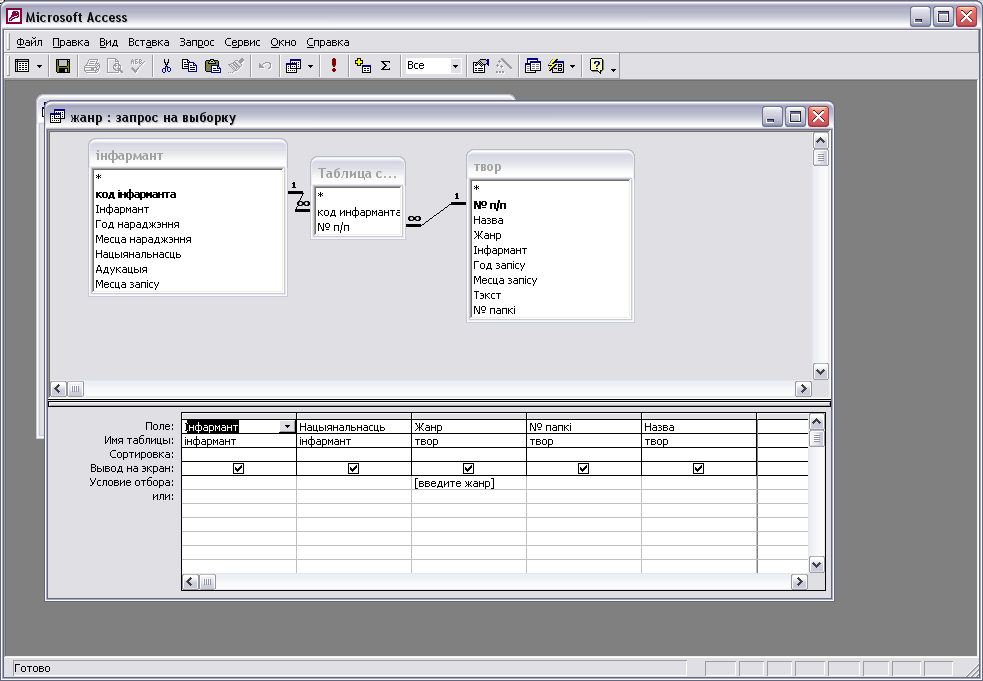 Microsoft Access
Файл Правка Вид Вставка Запрос Сервис Окно Справка
Все
жанр : запрос на выборку
інфармант
*
код інфарманта
Інфармант
Год нараджэння
Месца нараджэння
Нацыянальнасць
Адукацыя
Месца запісу
1
∞
Таблица с...
*
код инфарманта
№ п/п
∞
1
твор
*
№ п/п
Назва
Жанр
Інфармант
Год запісу
Месца запісу
Тэкст
№ папкі
Поле: Інфармант Нацыянальнасць Жанр № папкі Назва
Имя таблицы: інфармант інфармант твор твор твор
Сортировка:
Вывод на экран:
Условие отбора: [введите жанр]
или:
Готово